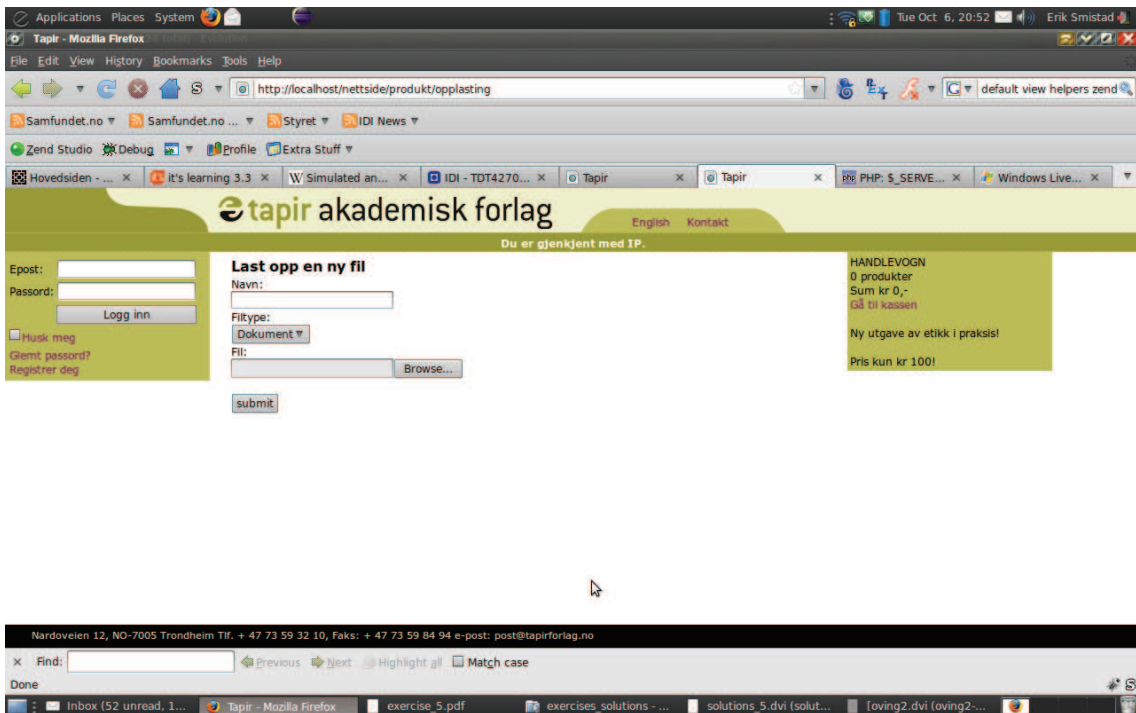 Applications Places System
Tue Oct 6, 20:52 Erik Smistad
Tapir - Mozilla Firefox
File Edit View History Bookmarks Tools Help
http://localhost/nettside/produkt/opplasting
default view helpers zend
Samfundet.no Samfundet.no ... Styret IDI News
Zend Studio Debug Profile Extra Stuff
Hovedsiden - ... it's learning 3.3 Simulated an... IDI - TDT4270... Tapir Tapir PHP: $_SERVE... Windows Live...
tapir akademisk forlag
English Kontakt
Du er gjenkjent med IP.
Epost:
Passord:
Logg inn
Husk meg
Glemt passord?
Registrer deg
Last opp en ny fil
Navn:
Filtype:
Dokument
Fil:
Browse...
submit
HANDLEVOGN
0 produkter
Sum kr 0,-
Gå til kassen
Ny utgave av etikk i praksis!
Pris kun kr 100!
Nardoveien 12, NO-7005 Trondheim Tlf. + 47 73 59 32 10, Faks: + 47 73 59 84 94 e-post: post@tapirforlag.no
Find: Previous Next Highlight all Match case
Done
Inbox (52 unread, 1... Tapir - Mozilla Firefox exercise_5.pdf exercises_solutions - ... solutions_5.dvi (solut... [oving2.dvi (oving2-...